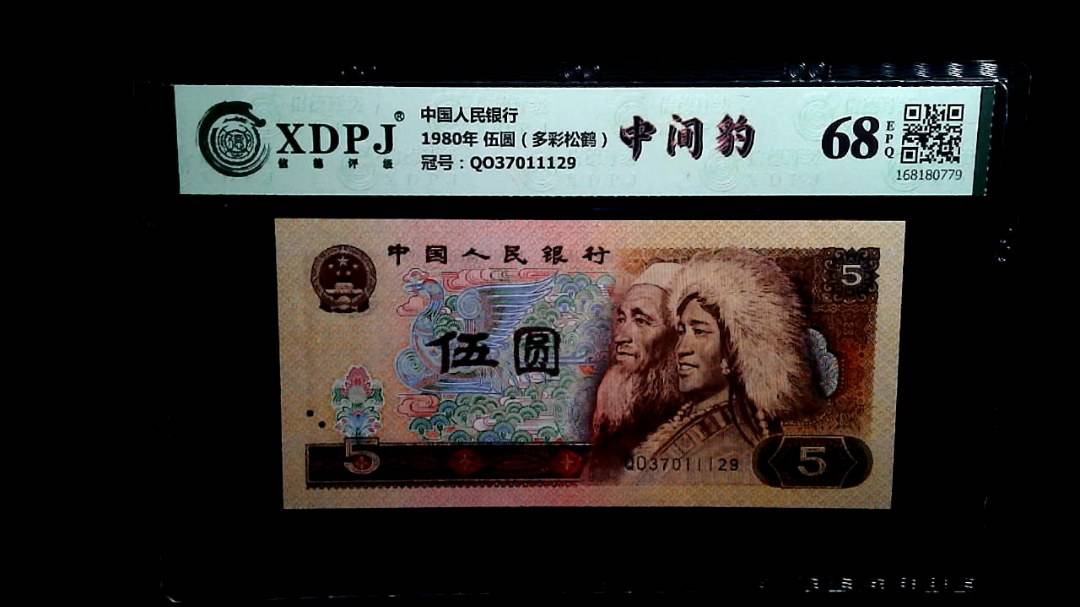 XDPJ®
信德评级
中国人民银行
1980年 伍圆（多彩松鹤）
冠号：QO37011129
中间豹
68
EPQ
168180779
中国人民银行
5
伍圆
5
QO37011129
5